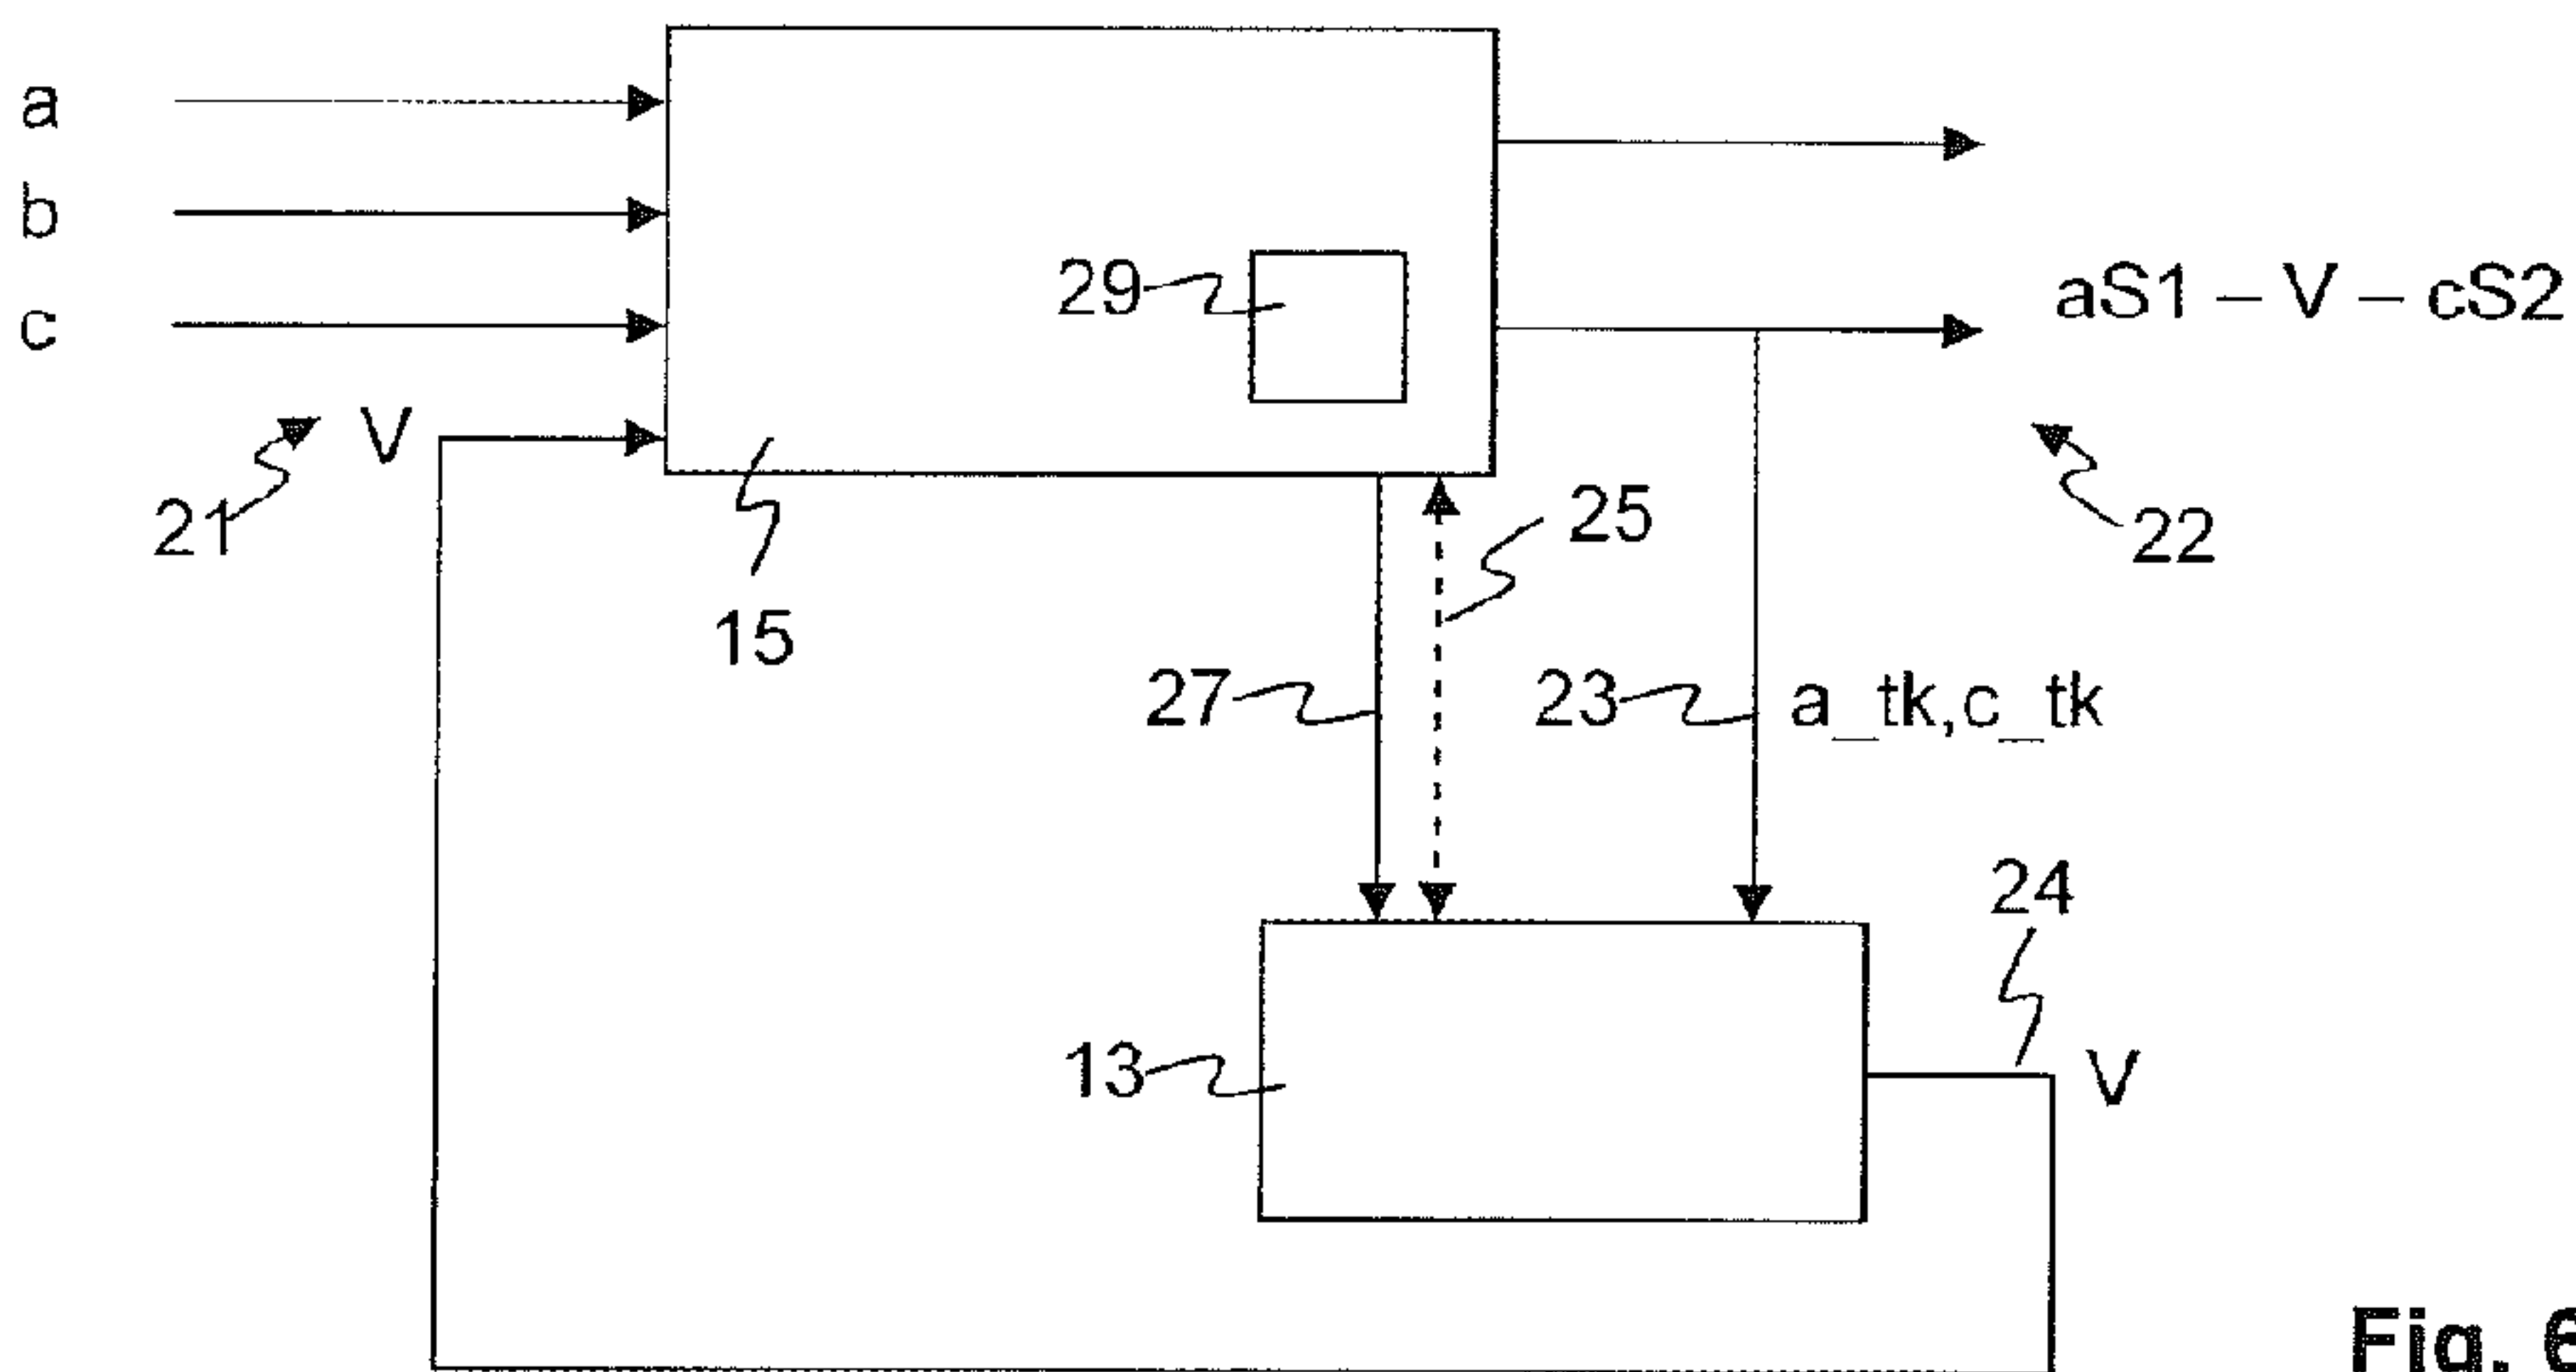 a
b
c
29
aS1 – V – cS2
V
21
25
22
15
27
23
a_tk,c_tk
24
13
V
Fig. 6